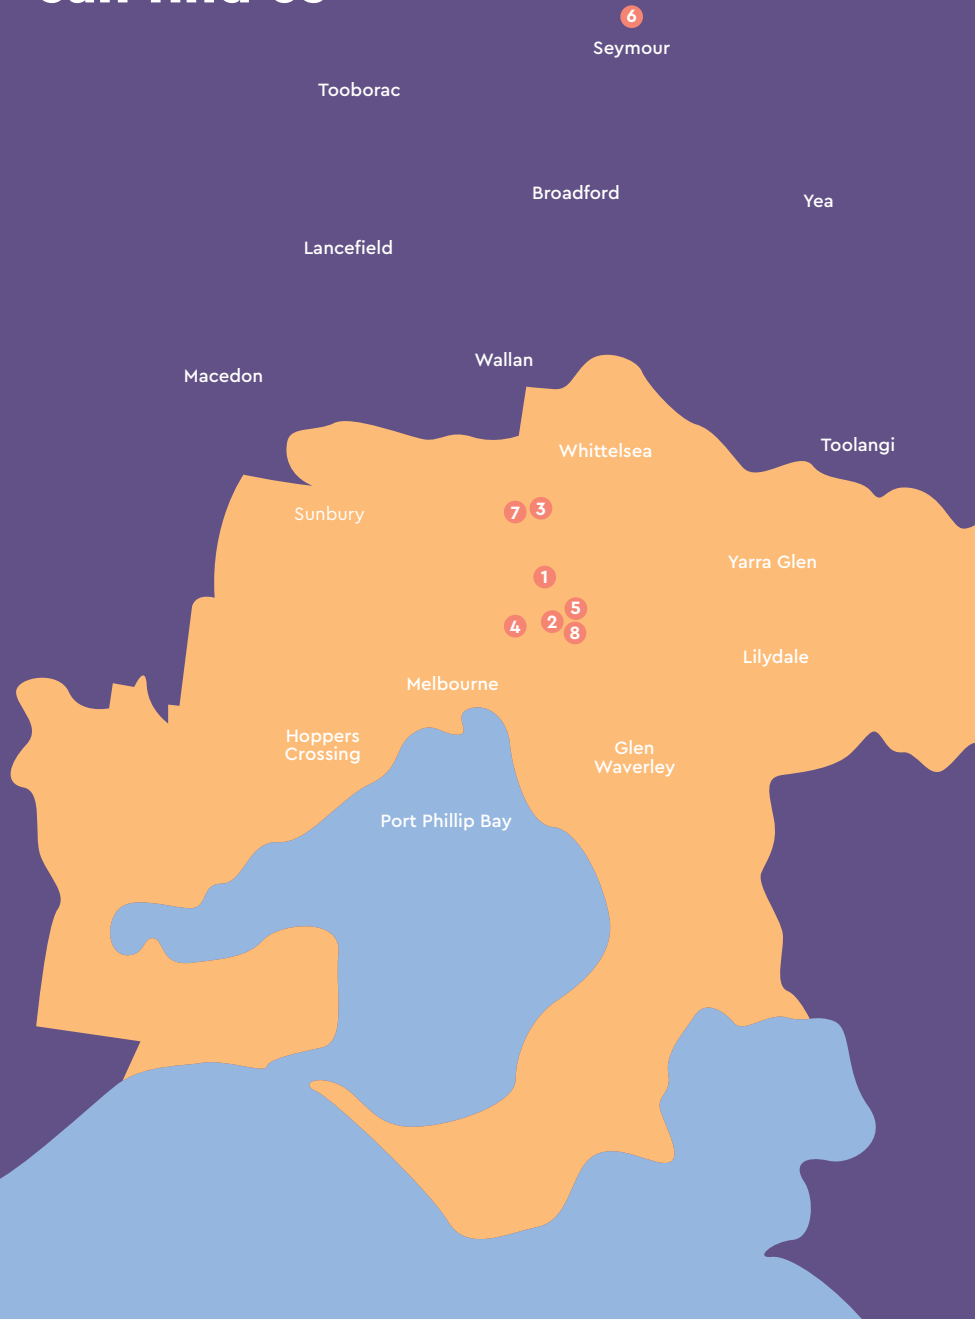 6
Seymour
Tooborac
Broadford
Yea
Lancefield
Wallan
Macedon
Toolangi
Whittelsea
Sunbury
7
3
Yarra Glen
1
5
2
4
8
Lilydale
Melbourne
Hoppers
Crossing
Glen
Waverley
Port Phillip Bay